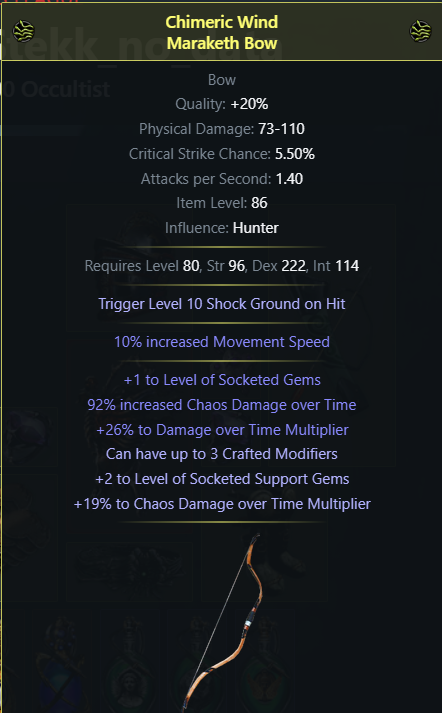 tekk_no_data
0 Occultist
Chimeric Wind
Maraketh Bow
Bow
Quality: +20%
Physical Damage: 73-110
Critical Strike Chance: 5.50%
Attacks per Second: 1.40
Item Level: 86
Influence: Hunter
Requires Level 80, Str 96, Dex 222, Int 114
Trigger Level 10 Shock Ground on Hit
10% increased Movement Speed
+1 to Level of Socketed Gems
92% increased Chaos Damage over Time
+26% to Damage over Time Multiplier
Can have up to 3 Crafted Modifiers
+2 to Level of Socketed Support Gems
+19% to Chaos Damage over Time Multiplier